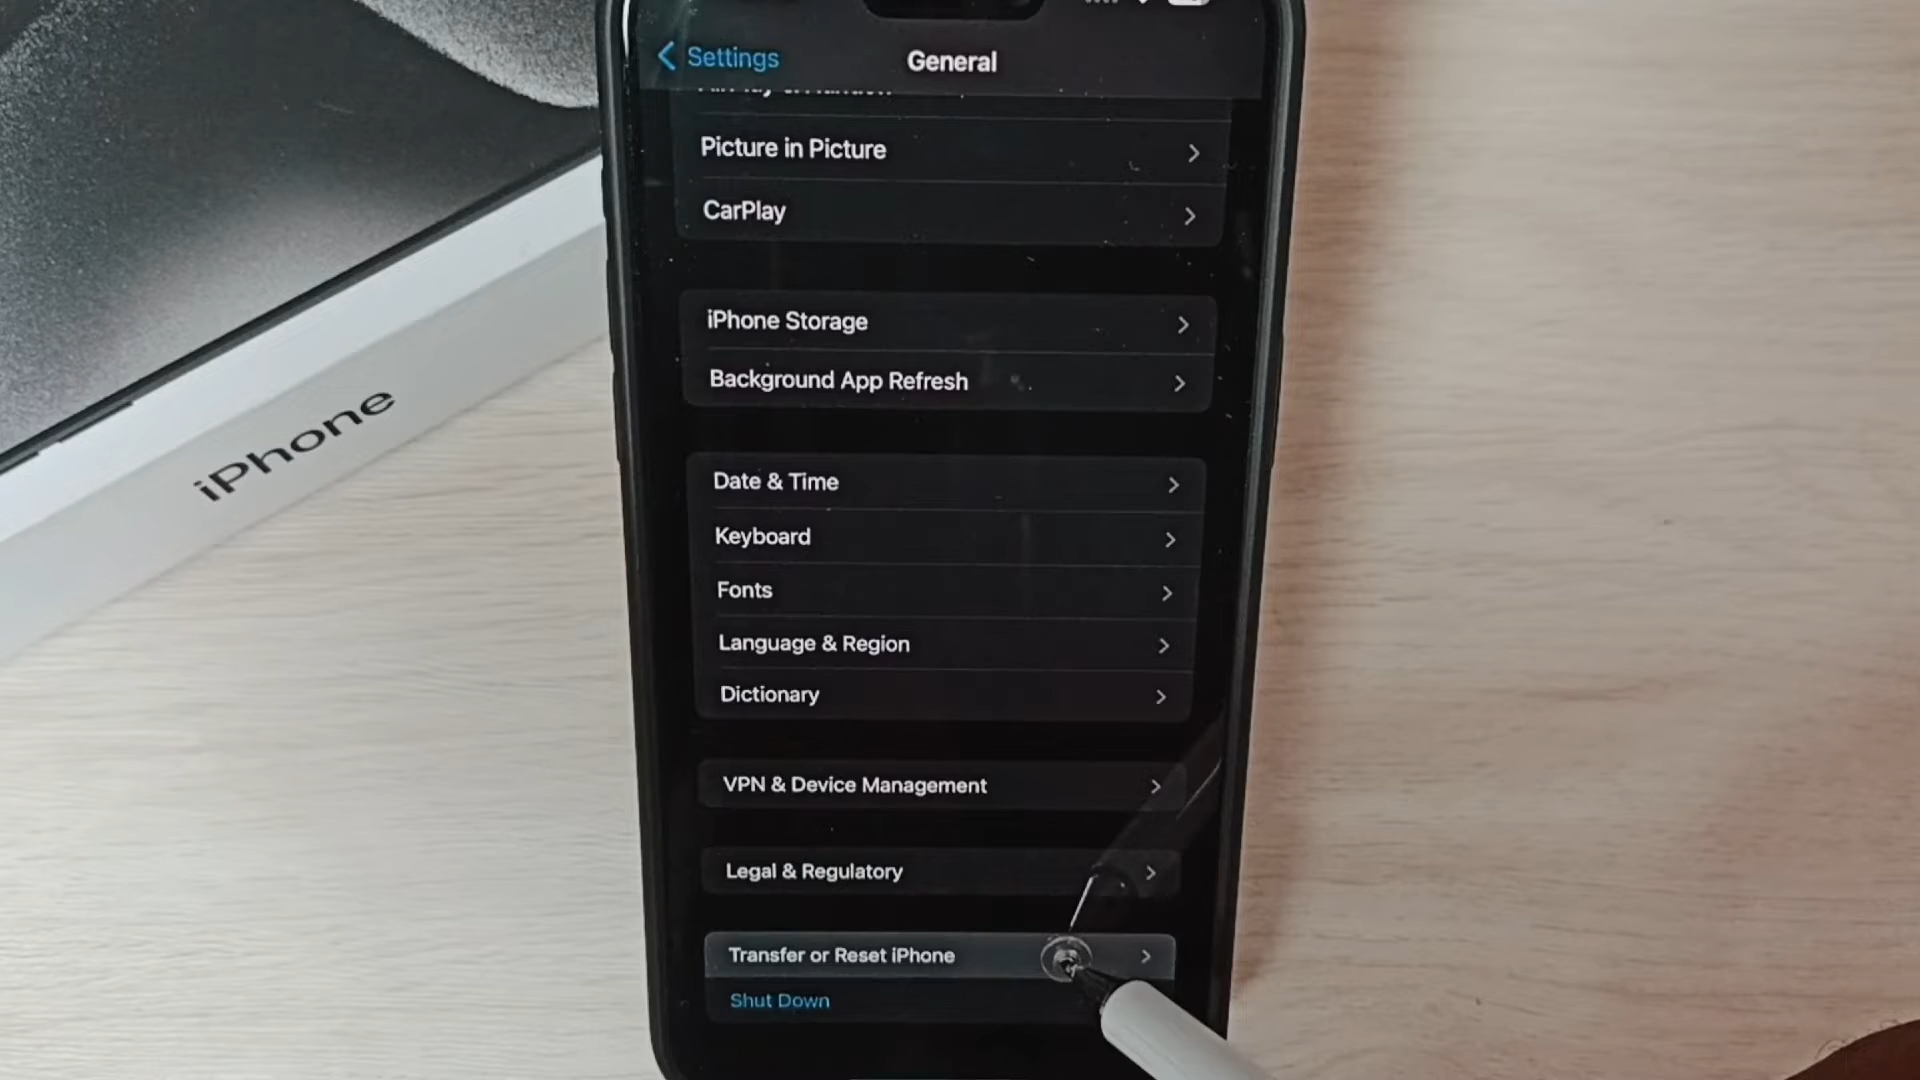 Settings
General
Picture in Picture
CarPlay
iPhone Storage
Background App Refresh
Date & Time
Keyboard
Fonts
Language & Region
Dictionary
VPN & Device Management
Legal & Regulatory
Transfer or Reset iPhone
Shut Down
iPhone